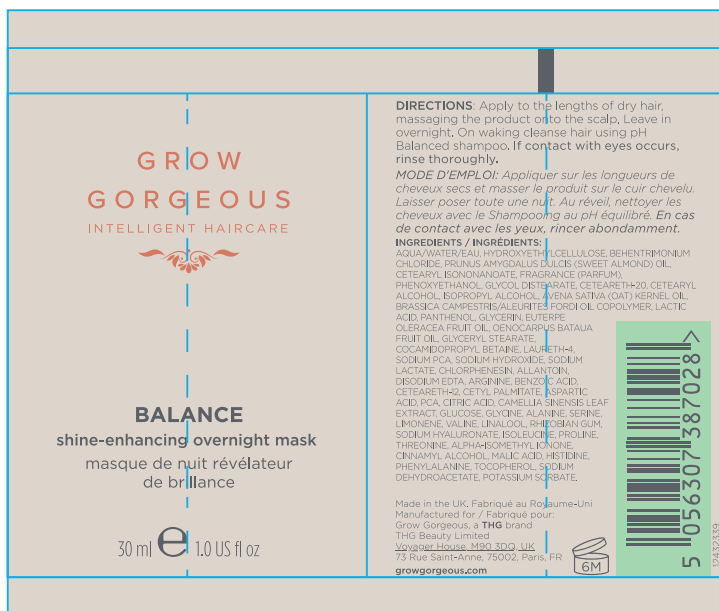 GROW
GORGEOUS
INTELLIGENT HAIRCARE
BALANCE
shine-enhancing overnight mask
masque de nuit révélateur
de brillance
30 ml e 1.0 US fl oz
DIRECTIONS: Apply to the lengths of dry hair,
massaging the product onto the scalp. Leave in
overnight. On waking cleanse hair using pH
Balanced shampoo. If contact with eyes occurs,
rinse thoroughly.
MODE D'EMPLOI: Appliquer sur les longueurs de
cheveux secs et masser le produit sur le cuir chevelu.
Laisser poser toute une nuit. Au réveil, nettoyer les
cheveux avec le Shampooing au pH équilibré. En cas
de contact avec les yeux, rincer abondamment.
INGREDIENTS / INGRÉDIENTS:
AQUA/WATER/EAU, HYDROXYETHYLCELLULOSE, BEHENTRIMONIUM
CHLORIDE, PRUNUS AMYGDALUS DULCIS (SWEET ALMOND) OIL,
CETEARYL ISONONANOATE, FRAGRANCE (PARFUM),
PHENOXYETHANOL, GLYCOL DISTEARATE, CETEARETH-20, CETEARYL
ALCOHOL, ISOPROPYL ALCOHOL, AVENA SATIVA (OAT) KERNEL OIL,
BRASSICA CAMPESTRIS/ALEURITES FORDI OIL COPOLYMER, LACTIC
ACID, PANTHENOL, GLYCERIN, EUTERPE
OLERACEA FRUIT OIL, OENOCARPUS BATAUA
FRUIT OIL, GLYCERYL STEARATE,
COCAMIDOPROPYL BETAINE, LAURETH-4,
SODIUM PCA, SODIUM HYDROXIDE, SODIUM
LACTATE, CHLORPHENESIN, ALLANTOIN,
DISODIUM EDTA, ARGININE, BENZOIC ACID,
CETEARETH-12, CETYL PALMITATE, ASPARTIC
ACID, PCA, CITRIC ACID, CAMELLIA SINENSIS LEAF
EXTRACT, GLUCOSE, GLYCINE, ALANINE, SERINE,
LIMONENE, VALINE, LINALOOL, RHIZOBIAN GUM,
SODIUM HYALURONATE, ISOLEUCINE, PROLINE,
THREONINE, ALPHA-ISOMETHYL IONONE,
CINNAMYL ALCOHOL, MALIC ACID, HISTIDINE,
PHENYLALANINE, TOCOPHEROL, SODIUM
DEHYDROACETATE, POTASSIUM SORBATE.
Made in the UK. Fabriqué au Royaume-Uni
Manufactured for / Fabriqué pour:
Grow Gorgeous, a THG brand
THG Beauty Limited
Voyager House, M90 3DQ, UK
73 Rue Saint-Anne, 75002, Paris, FR
growgorgeous.com
6M
5 056307 387028 >
12432339